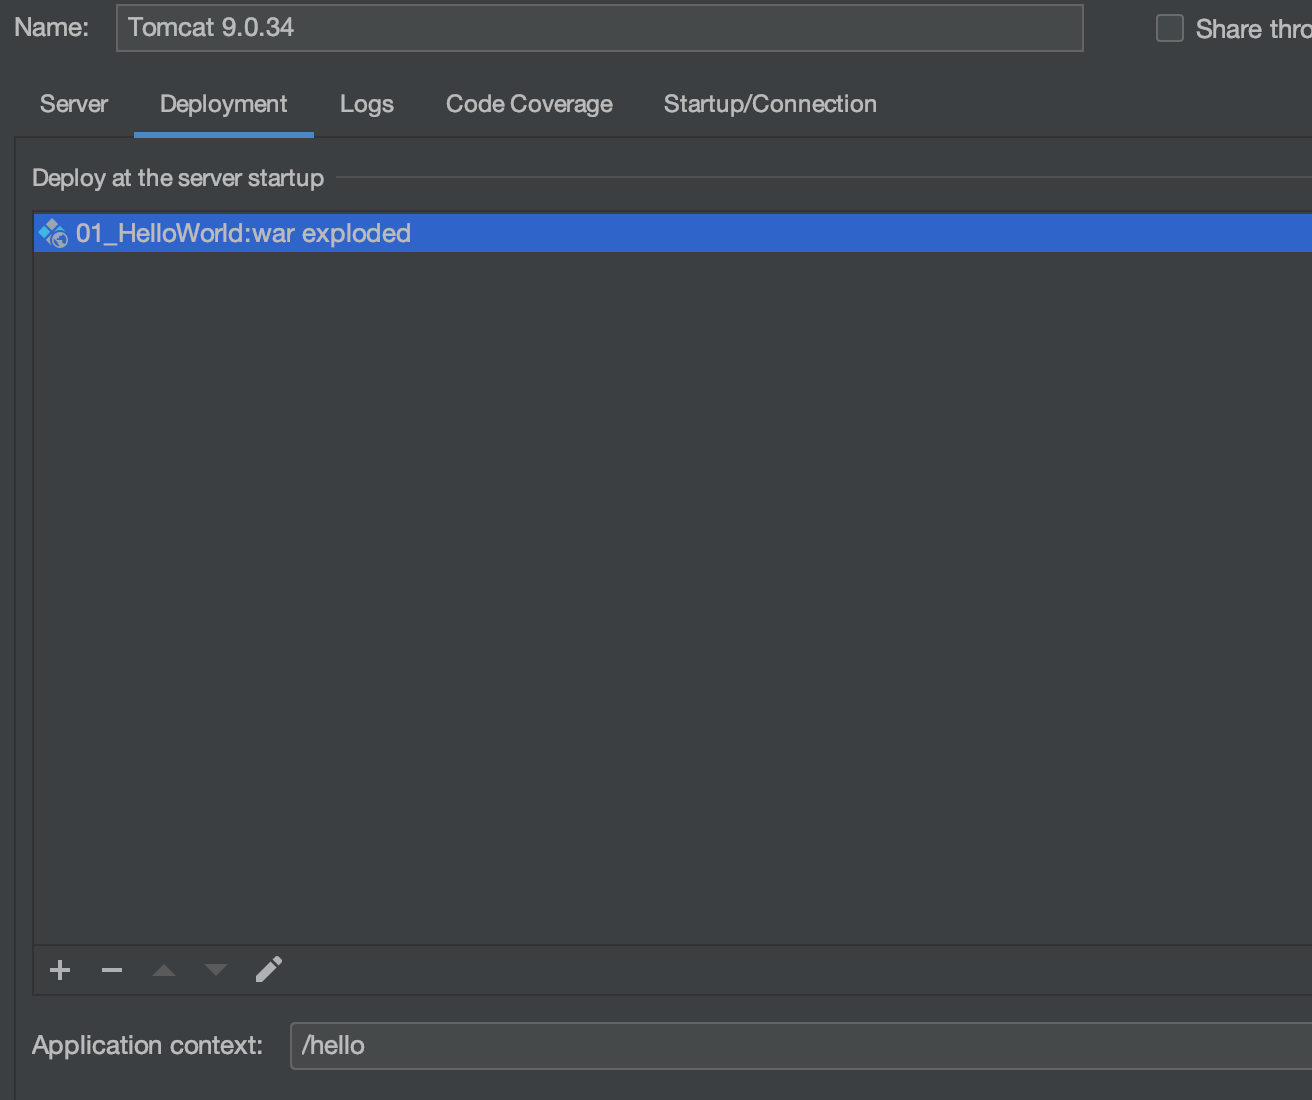 Name: Tomcat 9.0.34 Share thro
Server Deployment Logs Code Coverage Startup/Connection
Deploy at the server startup
01_HelloWorld:war exploded
Application context: /hello